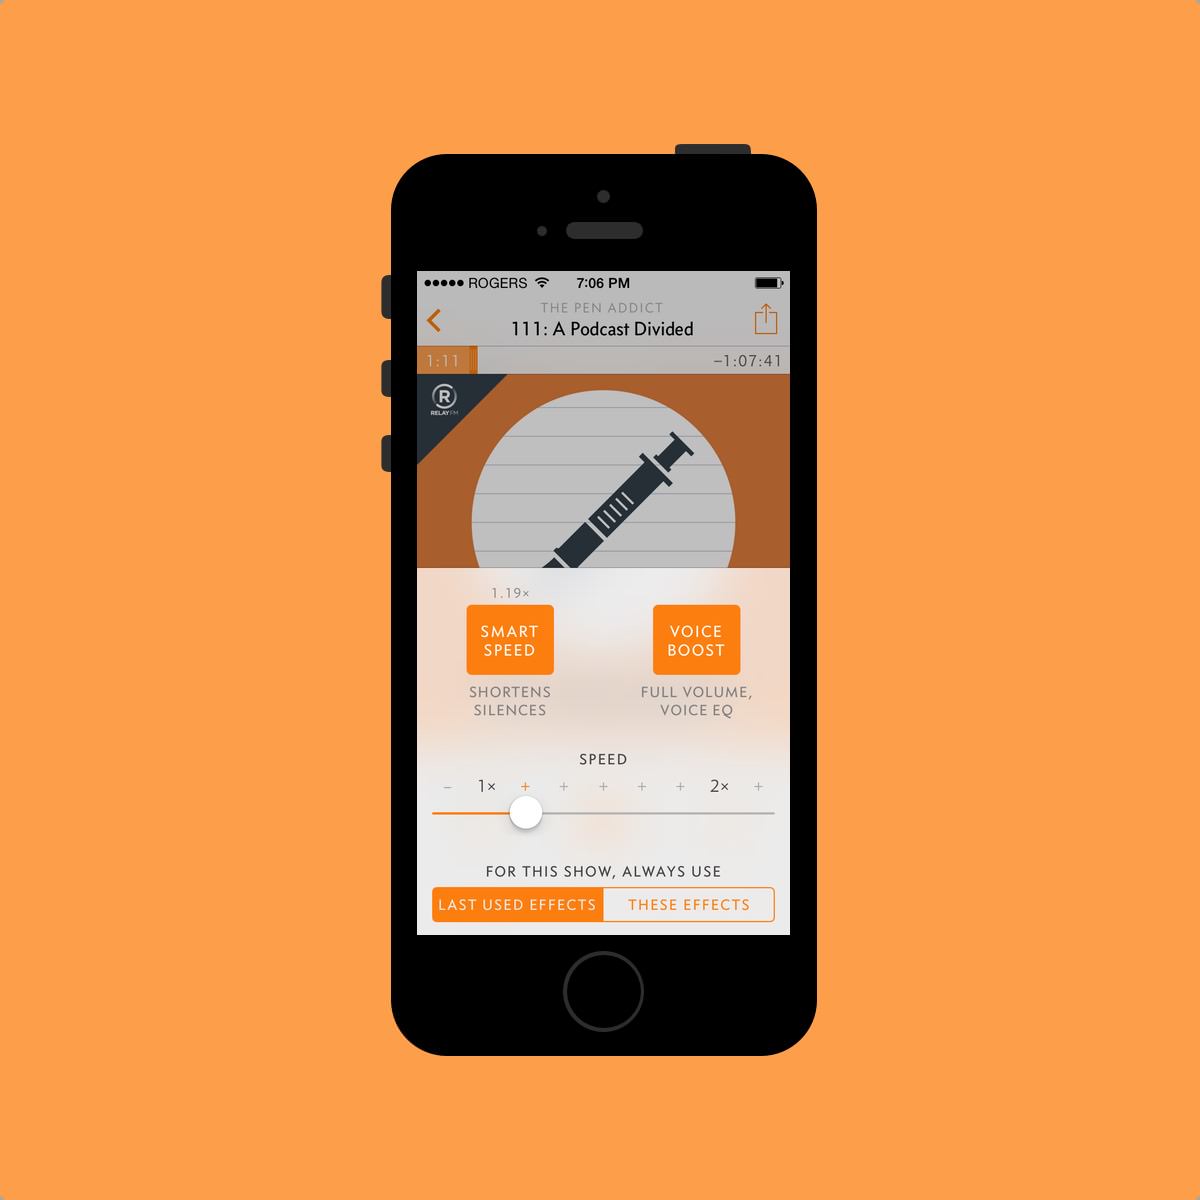 ●●●●● ROGERS 7:06 PM
THE PEN ADDICT
111: A Podcast Divided
1:11 −1:07:41
R
RELAY FM
1.19×
SMART
SPEED
VOICE
BOOST
SHORTENS
SILENCES
FULL VOLUME,
VOICE EQ
SPEED
– 1× + + + + + 2× +
FOR THIS SHOW, ALWAYS USE
LAST USED EFFECTS THESE EFFECTS